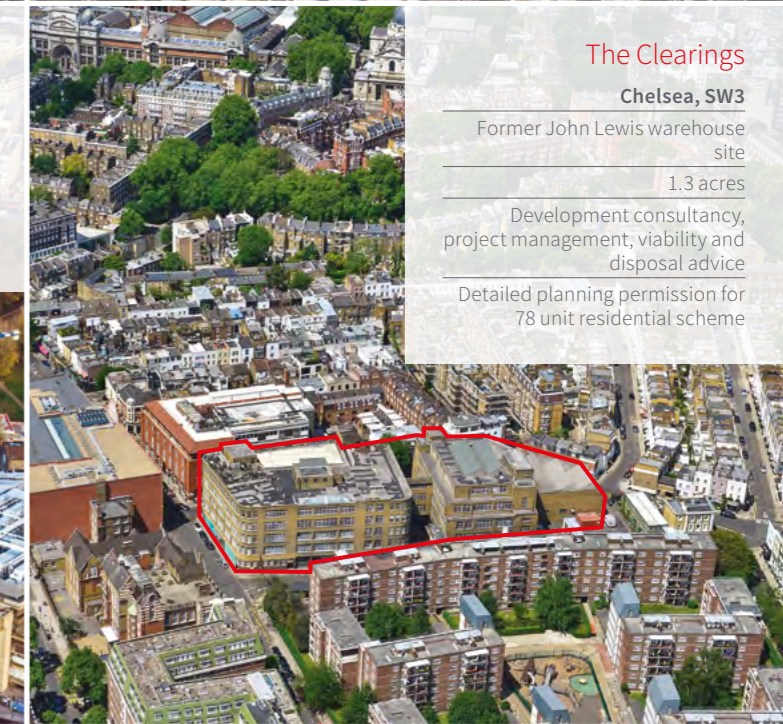 The Clearings
Chelsea, SW3
Former John Lewis warehouse
site
1.3 acres
Development consultancy,
project management, viability and
disposal advice
Detailed planning permission for
78 unit residential scheme